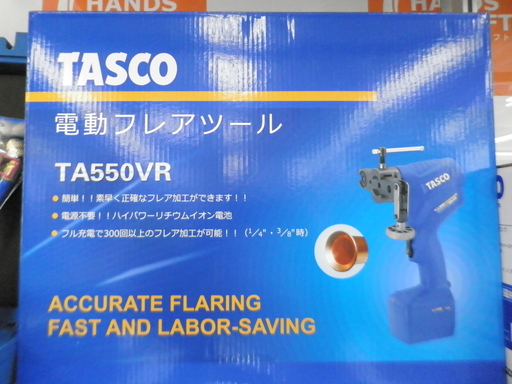 HANDS
HANDS
TASCO
電動フレアツール
TA550VR
● 簡単！！素早く正確なフレア加工ができます！！
● 電源不要！！ハイパワーリチウムイオン電池
● フル充電で300回以上のフレア加工が可能！！（1/4"・3/8"時）
TASCO
ACCURATE FLARING
FAST AND LABOR-SAVING